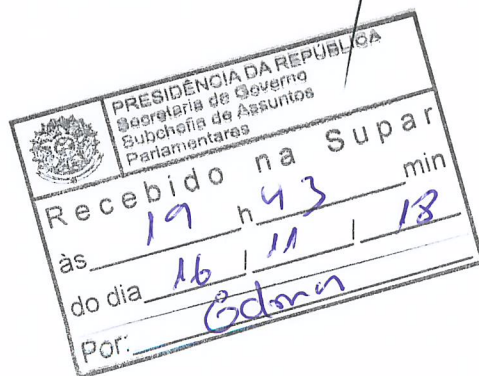 PRESIDÊNCIA DA REPÚBLICA
Secretaria de Governo
Subchefia de Assuntos
Parlamentares
Recebido na Supar
às 19 h 43 min
do dia 16 / 11 / 18
Por: